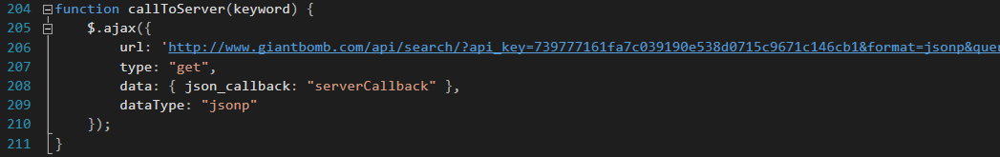 204 function callToServer(keyword) {
205 $.ajax({
206 url: 'http://www.giantbomb.com/api/search/?api_key=739777161fa7c039190e538d0715c9671c146cb1&format=jsonp&quer
207 type: "get",
208 data: { json_callback: "serverCallback" },
209 dataType: "jsonp"
210 });
211 }